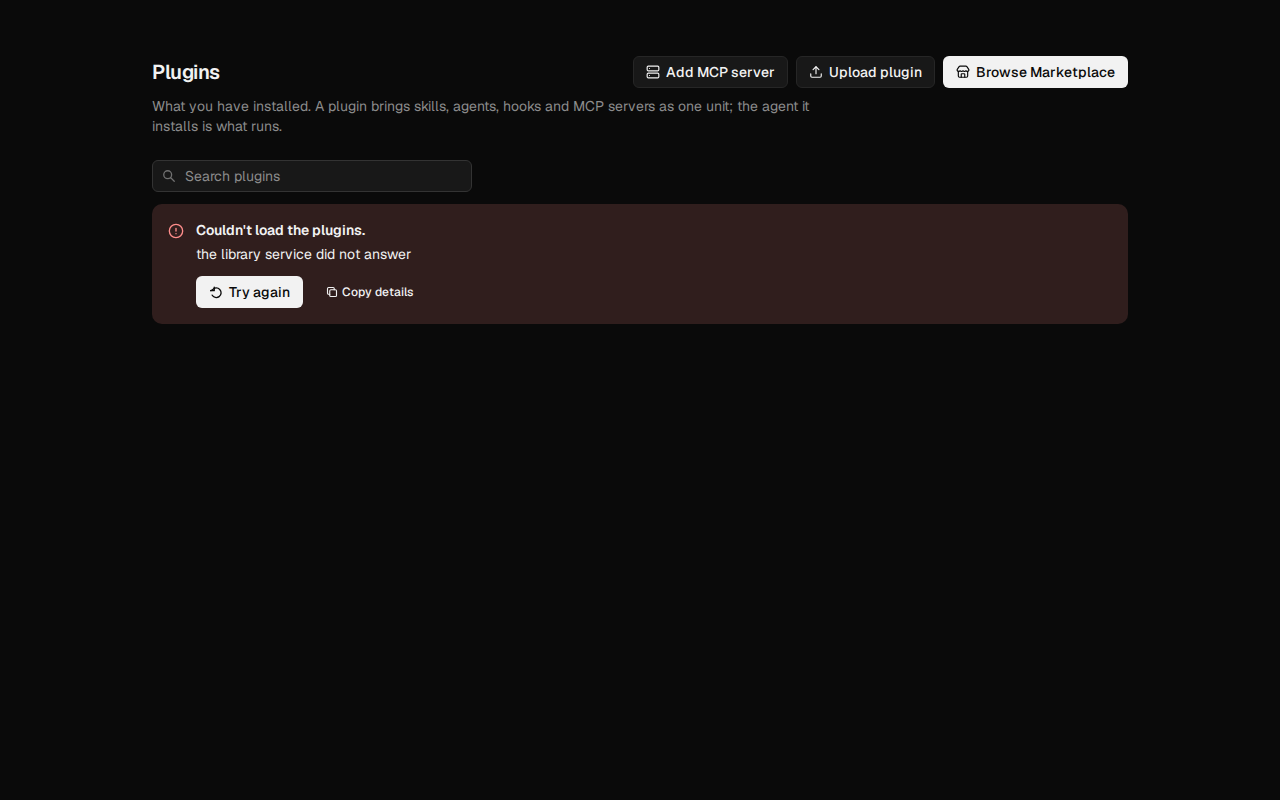 Plugins
Add MCP server
Upload plugin
Browse Marketplace
What you have installed. A plugin brings skills, agents, hooks and MCP servers as one unit; the agent it
installs is what runs.
Search plugins
Couldn't load the plugins.
the library service did not answer
Try again
Copy details